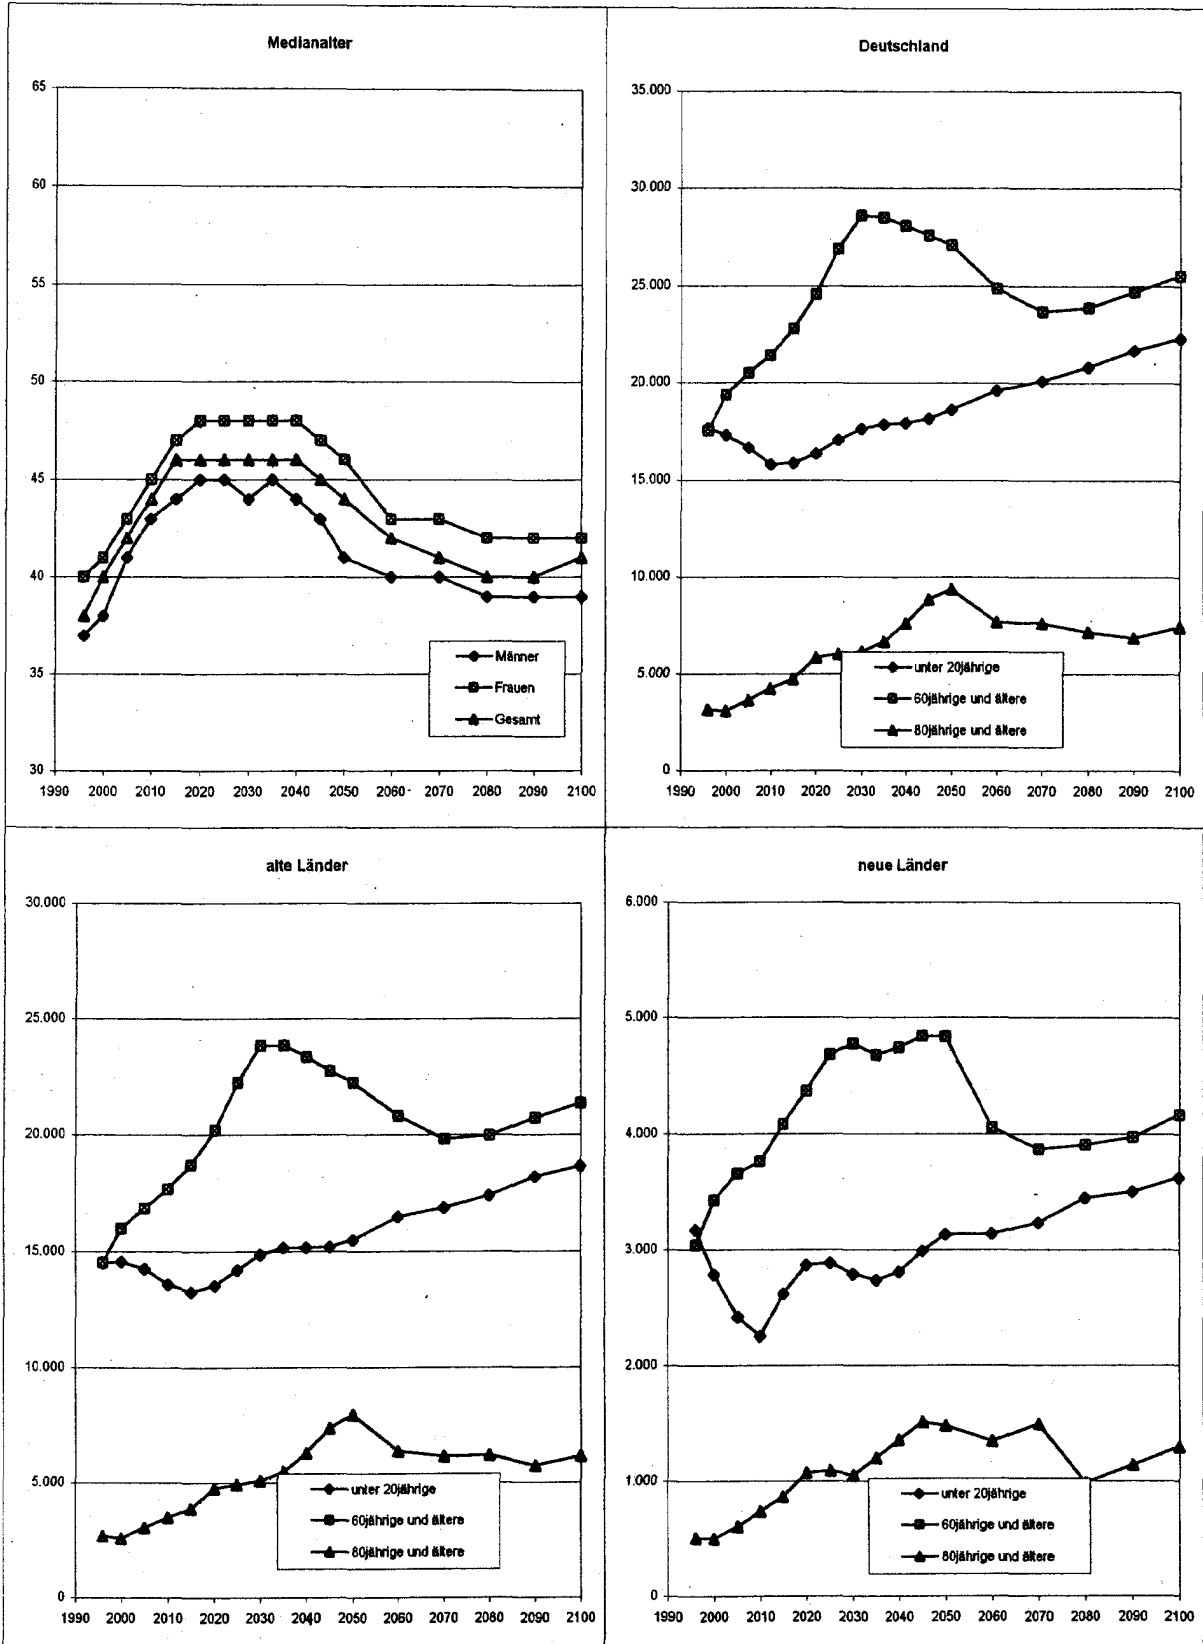 Medianalter
65
60
55
50
45
40
35
30
1990 2000 2010 2020 2030 2040 2050 2060 2070 2080 2090 2100
Männer
Frauen
Gesamt
Deutschland
35.000
30.000
25.000
20.000
15.000
10.000
5.000
0
1990 2000 2010 2020 2030 2040 2050 2060 2070 2080 2090 2100
unter 20jährige
60jährige und ältere
80jährige und ältere
alte Länder
30.000
25.000
20.000
15.000
10.000
5.000
0
1990 2000 2010 2020 2030 2040 2050 2060 2070 2080 2090 2100
unter 20jährige
60jährige und ältere
80jährige und ältere
neue Länder
6.000
5.000
4.000
3.000
2.000
1.000
0
1990 2000 2010 2020 2030 2040 2050 2060 2070 2080 2090 2100
unter 20jährige
60jährige und ältere
80jährige und ältere